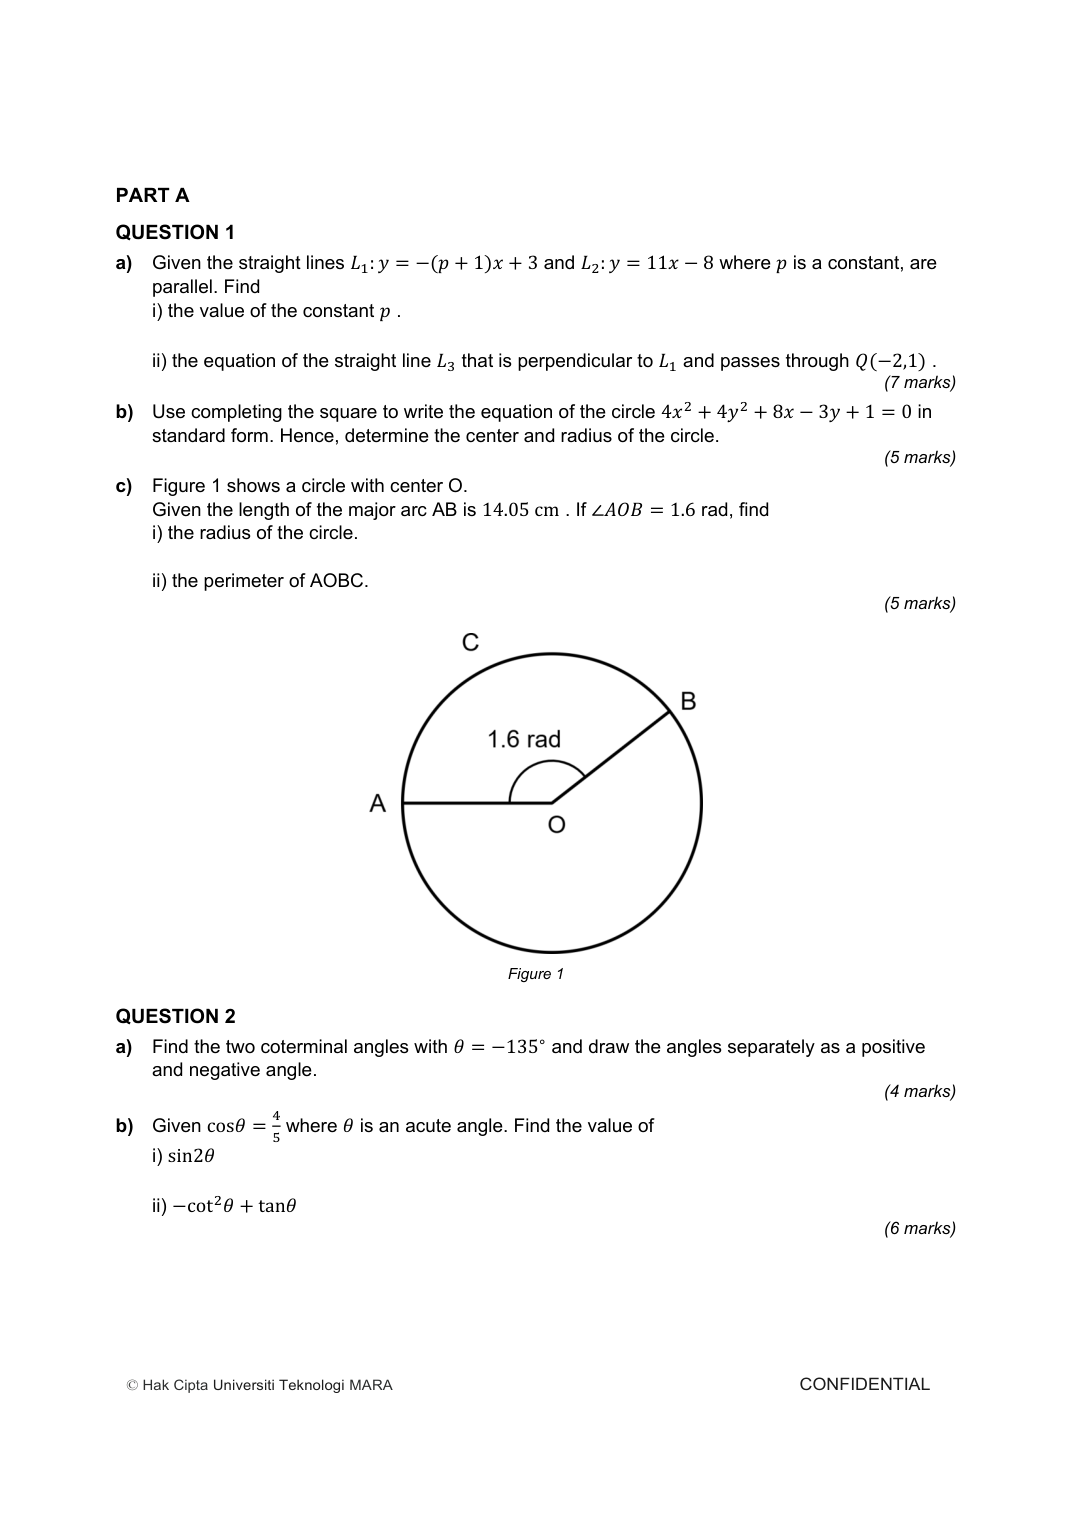 PART A
QUESTION 1
a) Given the straight lines L₁: y = −(p + 1)x + 3 and L₂: y = 11x − 8 where p is a constant, are
parallel. Find
i) the value of the constant p .
ii) the equation of the straight line L₃ that is perpendicular to L₁ and passes through Q(−2,1) .
(7 marks)
b) Use completing the square to write the equation of the circle 4x² + 4y² + 8x − 3y + 1 = 0 in
standard form. Hence, determine the center and radius of the circle.
(5 marks)
c) Figure 1 shows a circle with center O.
Given the length of the major arc AB is 14.05 cm . If ∠AOB = 1.6 rad, find
i) the radius of the circle.
ii) the perimeter of AOBC.
(5 marks)
C
B
1.6 rad
A
O
Figure 1
QUESTION 2
a) Find the two coterminal angles with θ = −135° and draw the angles separately as a positive
and negative angle.
(4 marks)
b) Given cosθ = 4/5 where θ is an acute angle. Find the value of
i) sin2θ
ii) −cot²θ + tanθ
(6 marks)
© Hak Cipta Universiti Teknologi MARA CONFIDENTIAL